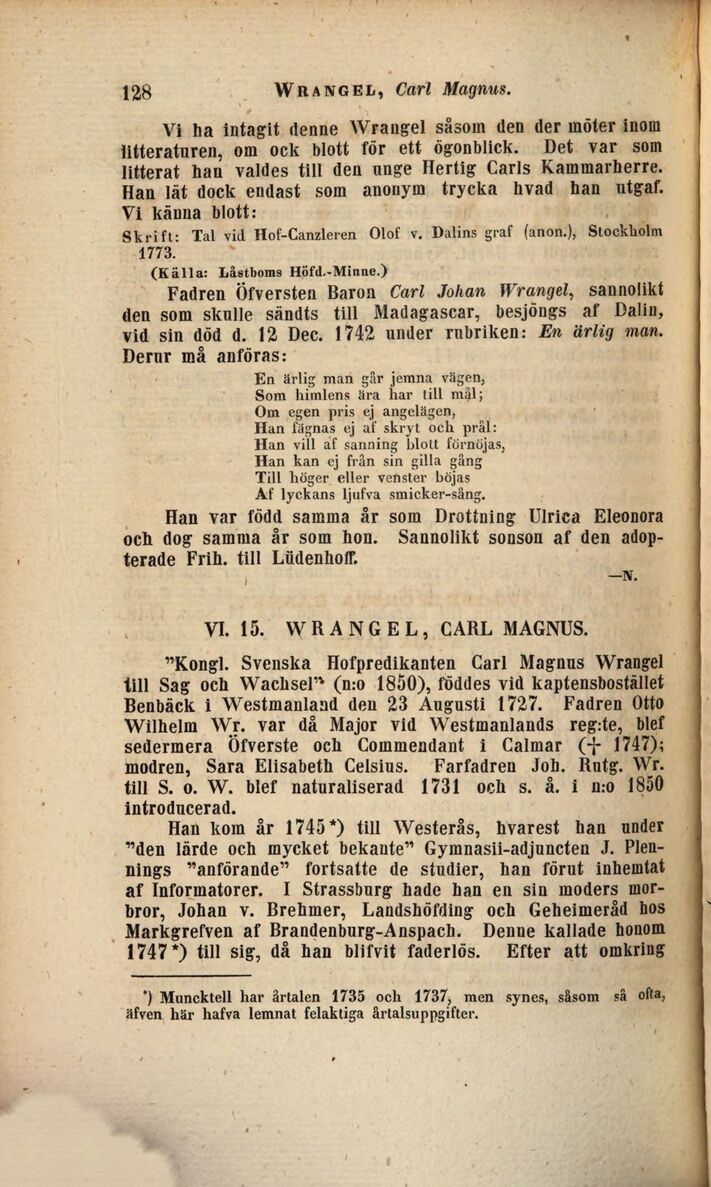 128 WRANGEL, Carl Magnus.
Vi ha intagit denne Wrangel såsom den der möter inom
litteraturen, om ock blott för ett ögonblick. Det var som
litterat han valdes till den unge Hertig Carls Kammarherre.
Han lät dock endast som anonym trycka hvad han utgaf.
Vi känna blott:
Skrift: Tal vid Hof-Canzleren Olof v. Dalins graf (anon.), Stockholm
1773.
(Källa: Låstboms Höfd.-Minne.)
Fadren Öfversten Baron Carl Johan Wrangel, sannolikt
den som skulle sändts till Madagascar, besjöngs af Dalin,
vid sin död d. 12 Dec. 1742 under rubriken: En ärlig man.
Derur må anföras:
En ärlig man går jemna vägen,
Som himlens ära har till mål;
Om egen pris ej angelägen,
Han fägnas ej af skryt och prål:
Han vill af sanning blott förnöjas,
Han kan ej från sin gilla gång
Till höger eller venster böjas
Af lyckans ljufva smicker-sång.
Han var född samma år som Drottning Ulrica Eleonora
och dog samma år som hon. Sannolikt sonson af den adop-
terade Frih. till Lüdenhoff.
—N.
VI. 15. WRANGEL, CARL MAGNUS.
"Kongl. Svenska Hofpredikanten Carl Magnus Wrangel
till Sag och Wachsel" (n:o 1850), föddes vid kaptensbostället
Benbäck i Westmanland den 23 Augusti 1727. Fadren Otto
Wilhelm Wr. var då Major vid Westmanlands reg:te, blef
sedermera Öfverste och Commendant i Calmar († 1747);
modren, Sara Elisabeth Celsius. Farfadren Joh. Rutg. Wr.
till S. o. W. blef naturaliserad 1731 och s. å. i n:o 1850
introducerad.
Han kom år 1745*) till Westerås, hvarest han under
"den lärde och mycket bekante" Gymnasii-adjuncten J. Plen-
nings "anförande" fortsatte de studier, han förut inhemtat
af Informatorer. I Strassburg hade han en sin moders mor-
bror, Johan v. Brehmer, Landshöfding och Geheimeråd hos
Markgrefven af Brandenburg-Anspach. Denne kallade honom
1747*) till sig, då han blifvit faderlös. Efter att omkring
*) Muncktell har årtalen 1735 och 1737, men synes, såsom så ofta,
äfven här hafva lemnat felaktiga årtalsuppgifter.